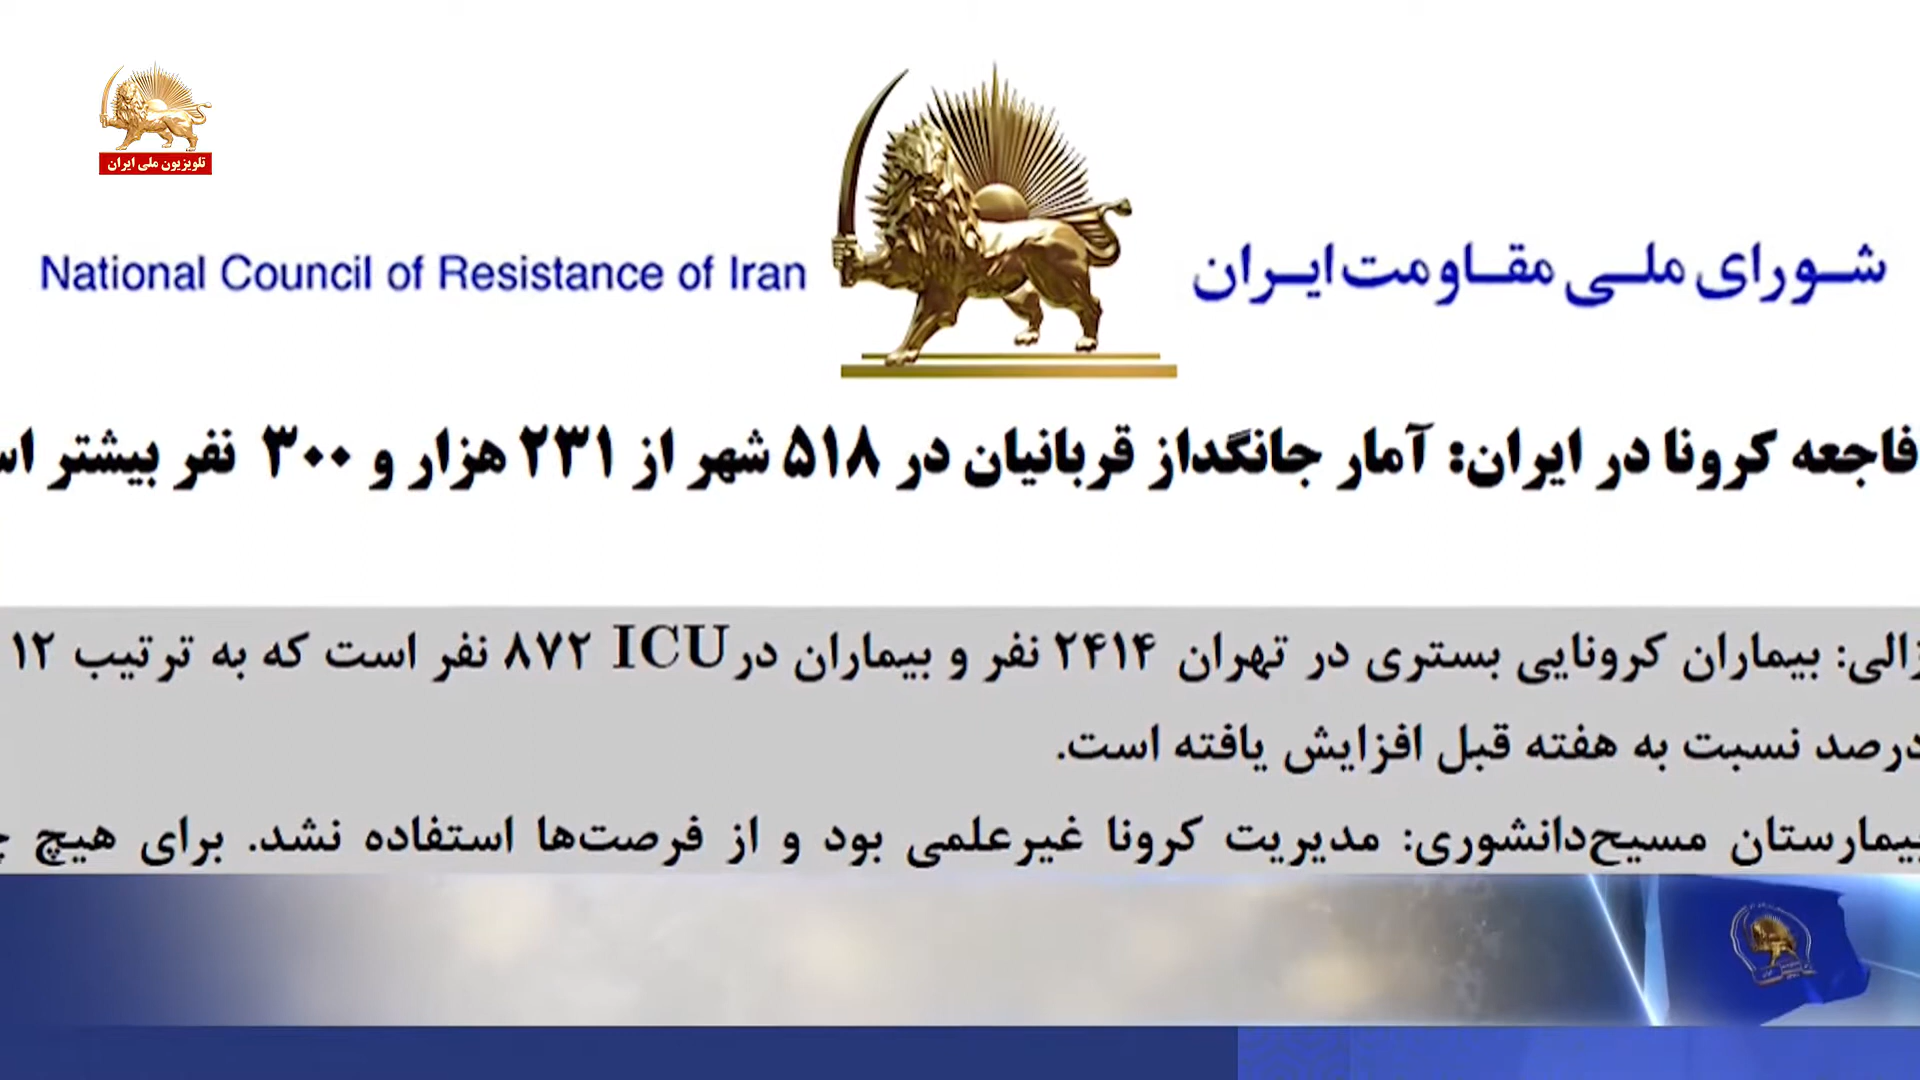 تلویزیون ملی ایران
National Council of Resistance of Iran
شورای ملی مقاومت ایران
فاجعه کرونا در ایران: آمار جانگداز قربانیان در ۵۱۸ شهر از ۲۳۱ هزار و ۳۰۰ نفر بیشتر
زالی: بیماران کرونایی بستری در تهران ۲۴۱۴ نفر و بیماران در ICU ۸۷۲ نفر است که به ترتیب ۱۲
درصد نسبت به هفته قبل افزایش یافته است.
بیمارستان مسیح‌دانشوری: مدیریت کرونا غیرعلمی بود و از فرصت‌ها استفاده نشد. برای هیچ